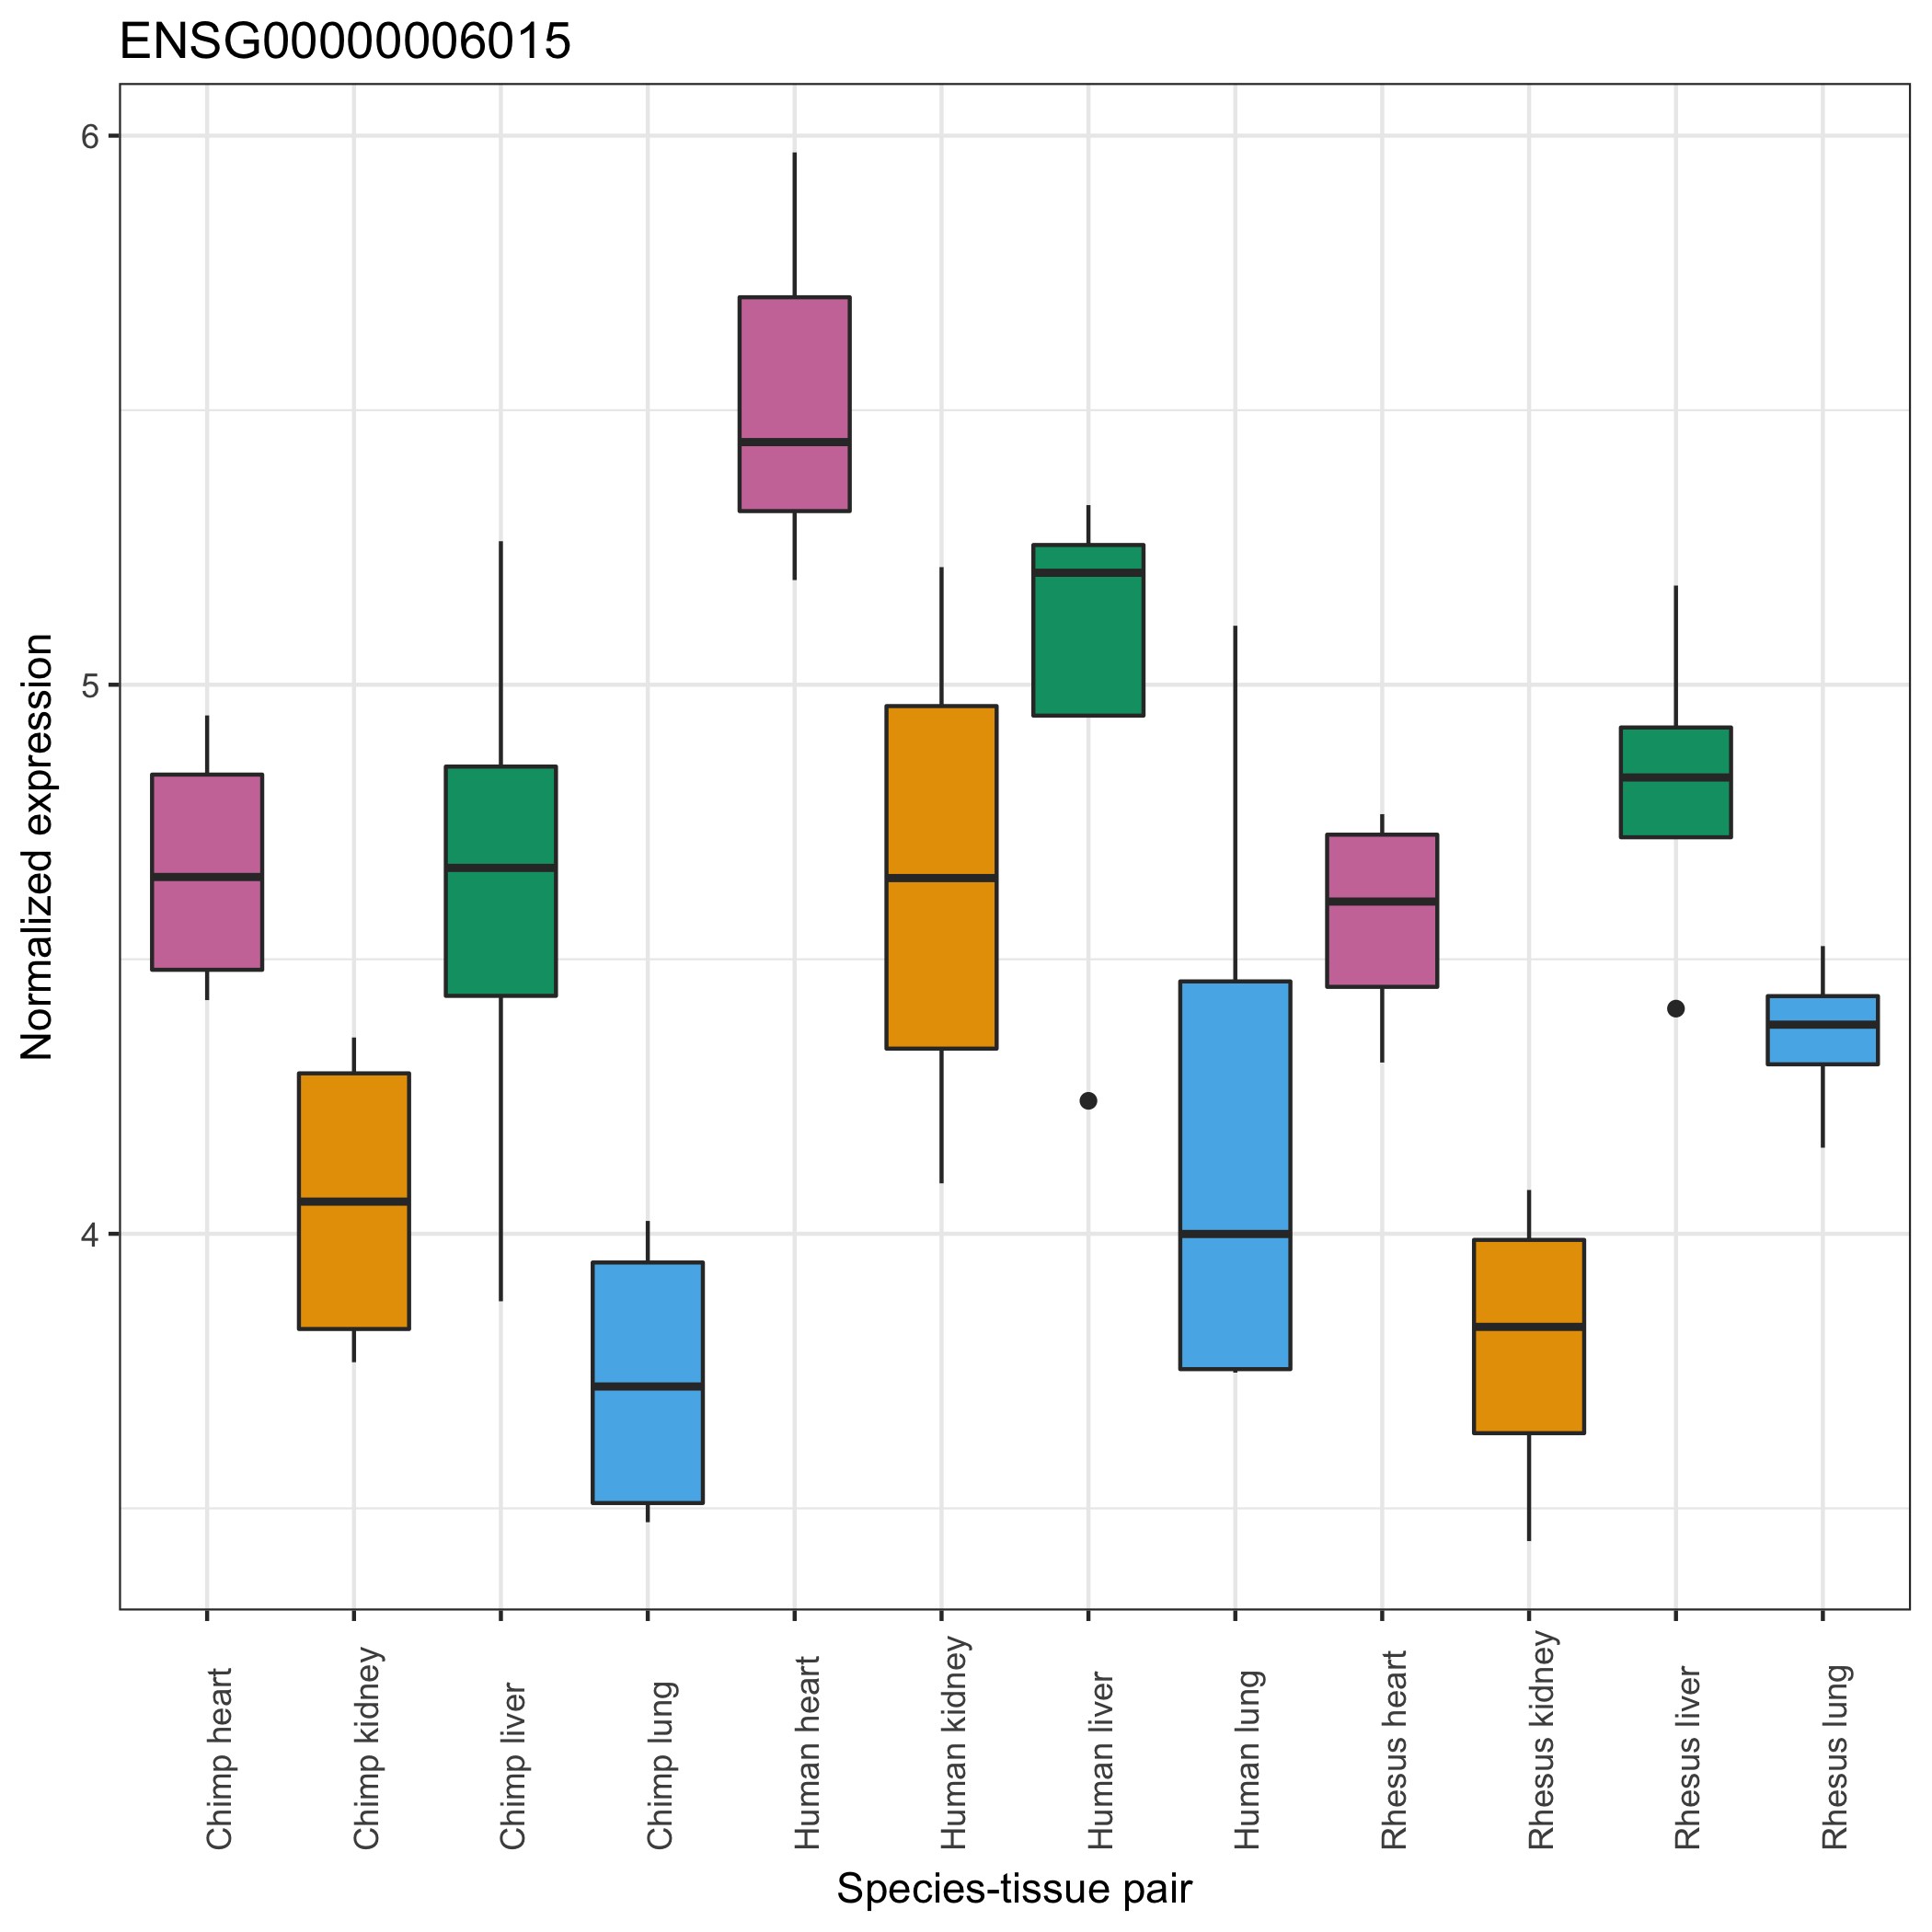 ENSG00000006015
Normalized expression
6
5
4
Chimp heart
Chimp kidney
Chimp liver
Chimp lung
Human heart
Human kidney
Human liver
Human lung
Rhesus heart
Rhesus kidney
Rhesus liver
Rhesus lung
Species-tissue pair